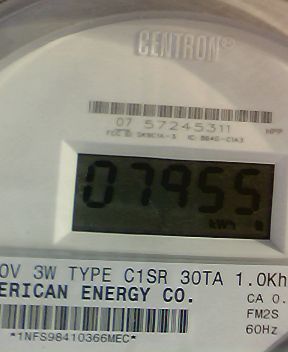 CENTRON®
07 57245311
07955
kWh
0V 3W TYPE C1SR 30TA 1.0Kh
ERICAN ENERGY CO.
CA 0.
FM2S
*1NFS98410366MEC*
60Hz